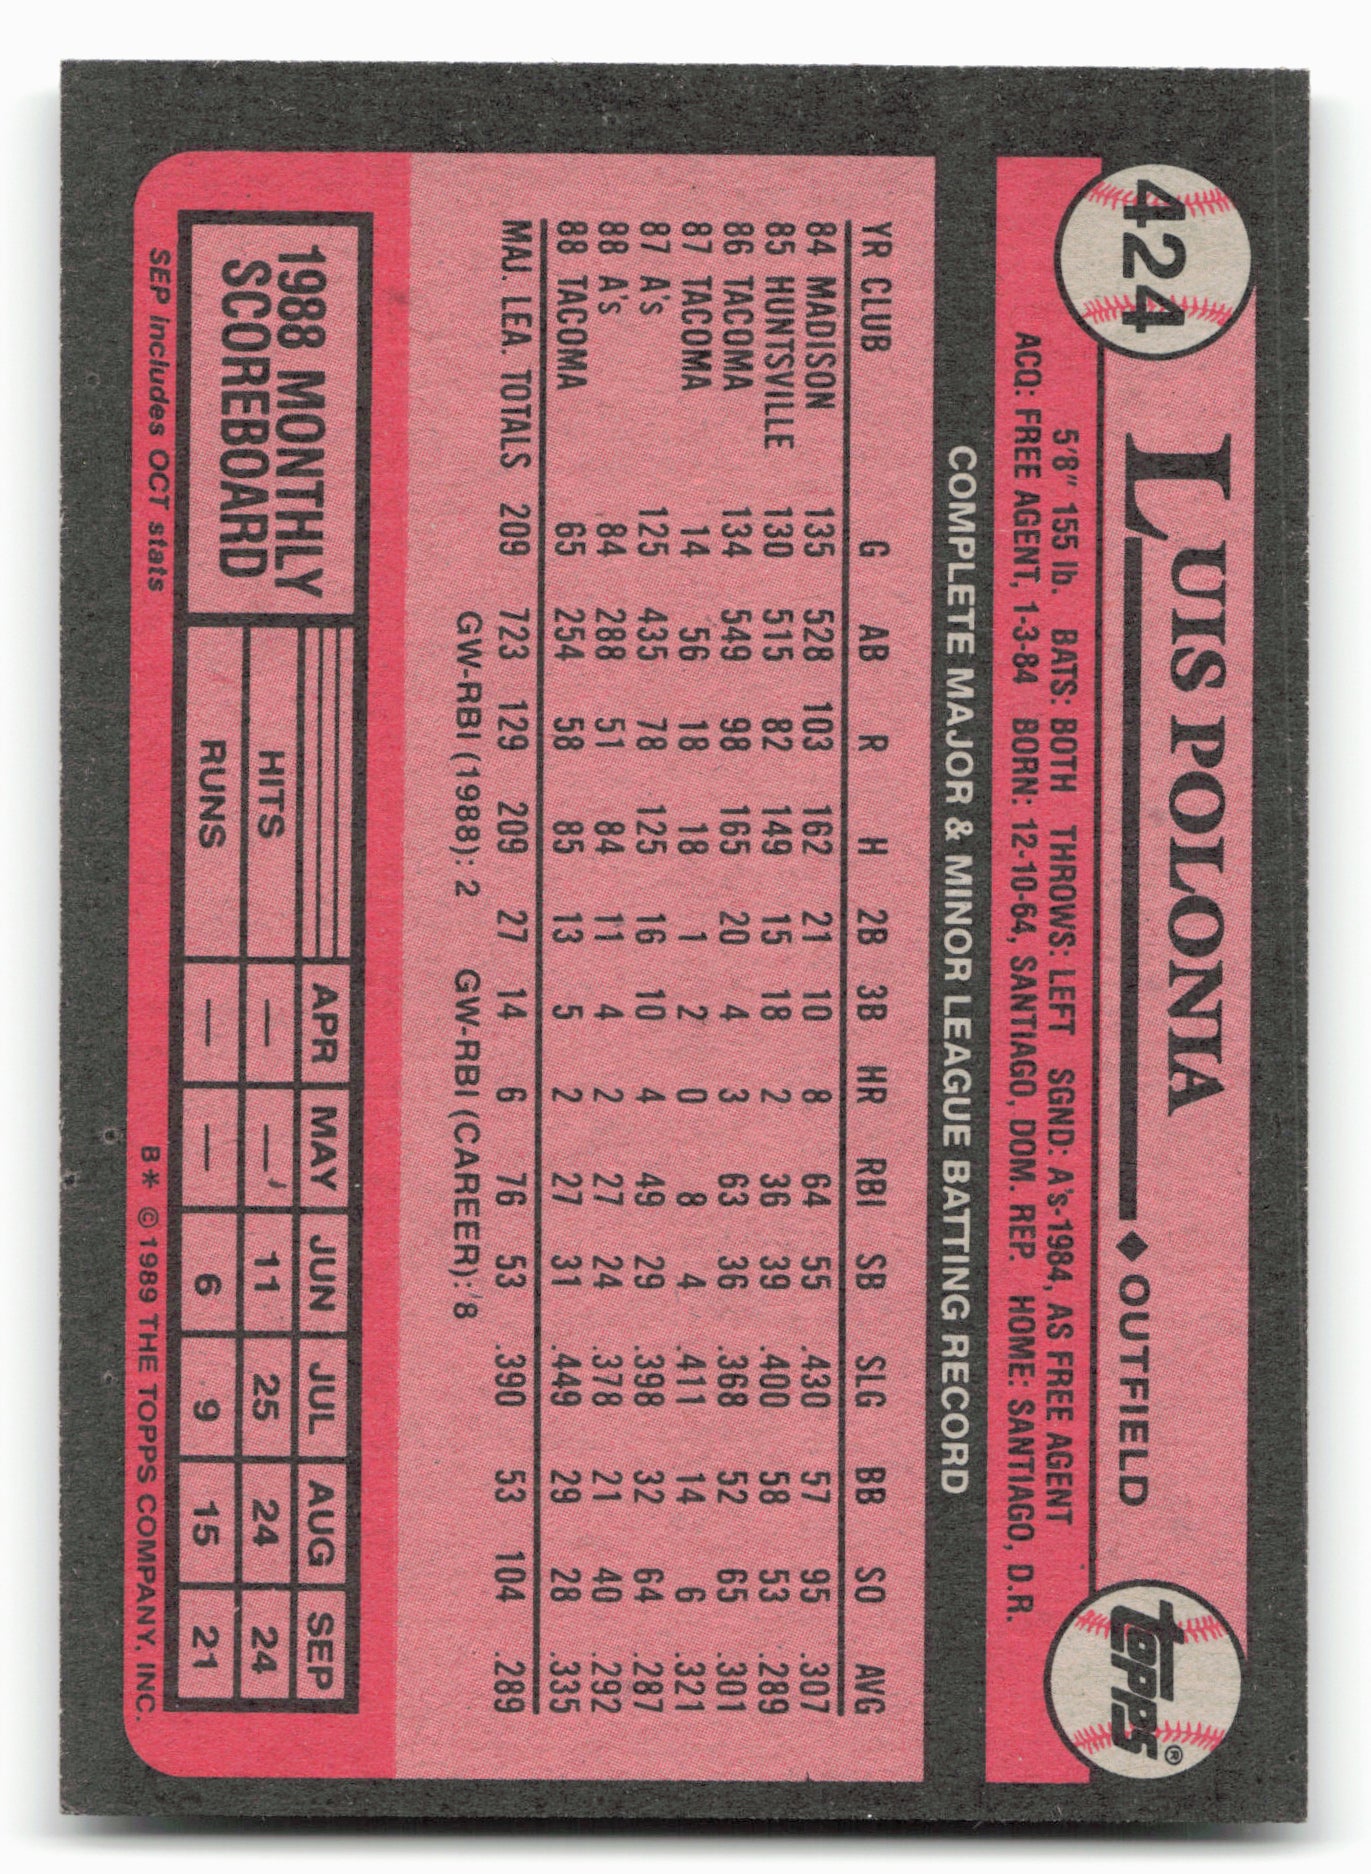 424
LUIS POLONIA ◆ OUTFIELD
topps®
5'8" 155 lb. BATS: BOTH THROWS: LEFT SGND: A's-1984, AS FREE AGENT
ACQ: FREE AGENT, 1-3-84 BORN: 12-10-64, SANTIAGO, DOM. REP. HOME: SANTIAGO, D.R.
COMPLETE MAJOR & MINOR LEAGUE BATTING RECORD
YR CLUB G AB R H 2B 3B HR RBI SB SLG BB SO AVG
84 MADISON 135 528 103 162 21 10 8 64 55 .430 57 95 .307
85 HUNTSVILLE 130 515 82 149 15 18 2 36 39 .400 58 53 .289
86 TACOMA 134 549 98 165 20 4 3 63 36 .368 52 65 .301
87 TACOMA 14 56 18 18 1 2 0 8 4 .411 14 6 .321
87 A's 125 435 78 125 16 10 4 49 29 .398 32 64 .287
88 A's 84 288 51 84 11 4 2 27 24 .378 21 40 .292
88 TACOMA 65 254 58 85 13 5 2 27 31 .449 29 28 .335
MAJ. LEA. TOTALS 209 723 129 209 27 14 6 76 53 .390 53 104 .289
GW-RBI (1988): 2 GW-RBI (CAREER): 8
1988 MONTHLY
SCOREBOARD
APR MAY JUN JUL AUG SEP
HITS — — 11 25 24 24
RUNS — — 6 9 15 21
SEP includes OCT stats
B* © 1989 THE TOPPS COMPANY, INC.